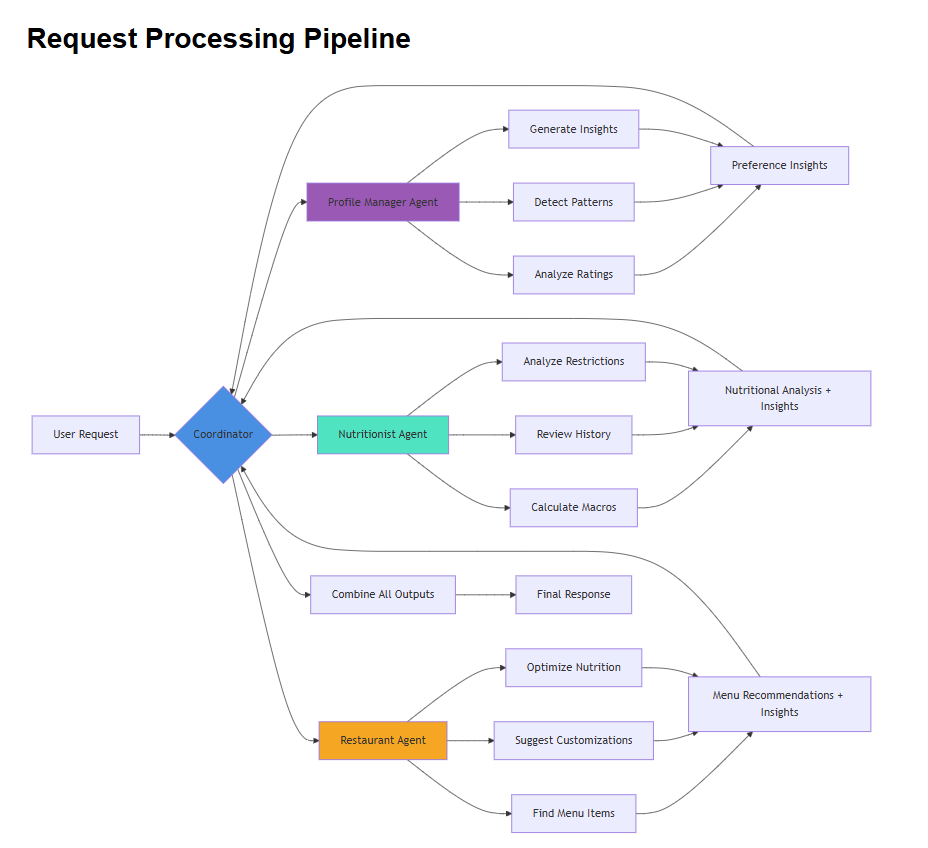 Request Processing Pipeline
Generate Insights
Preference Insights
Profile Manager Agent
Detect Patterns
Analyze Ratings
Analyze Restrictions
Nutritional Analysis +
Insights
User Request
Coordinator
Nutritionist Agent
Review History
Calculate Macros
Combine All Outputs
Final Response
Optimize Nutrition
Menu Recommendations +
Insights
Restaurant Agent
Suggest Customizations
Find Menu Items